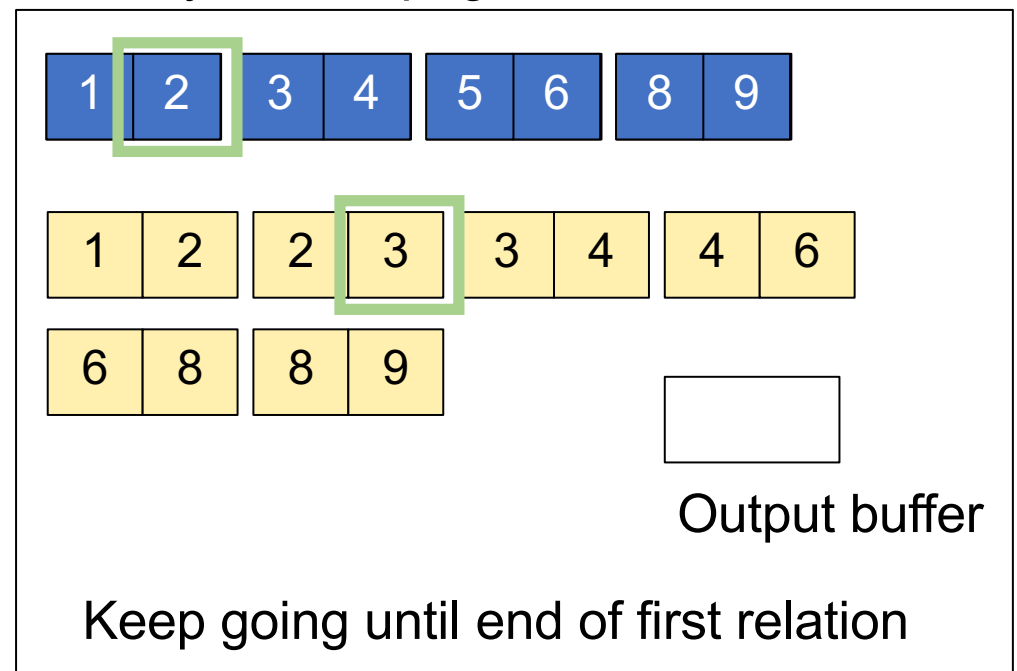 1 2 3 4 5 6 8 9
1 2 2 3 3 4 4 6
6 8 8 9
Output buffer
Keep going until end of first relation